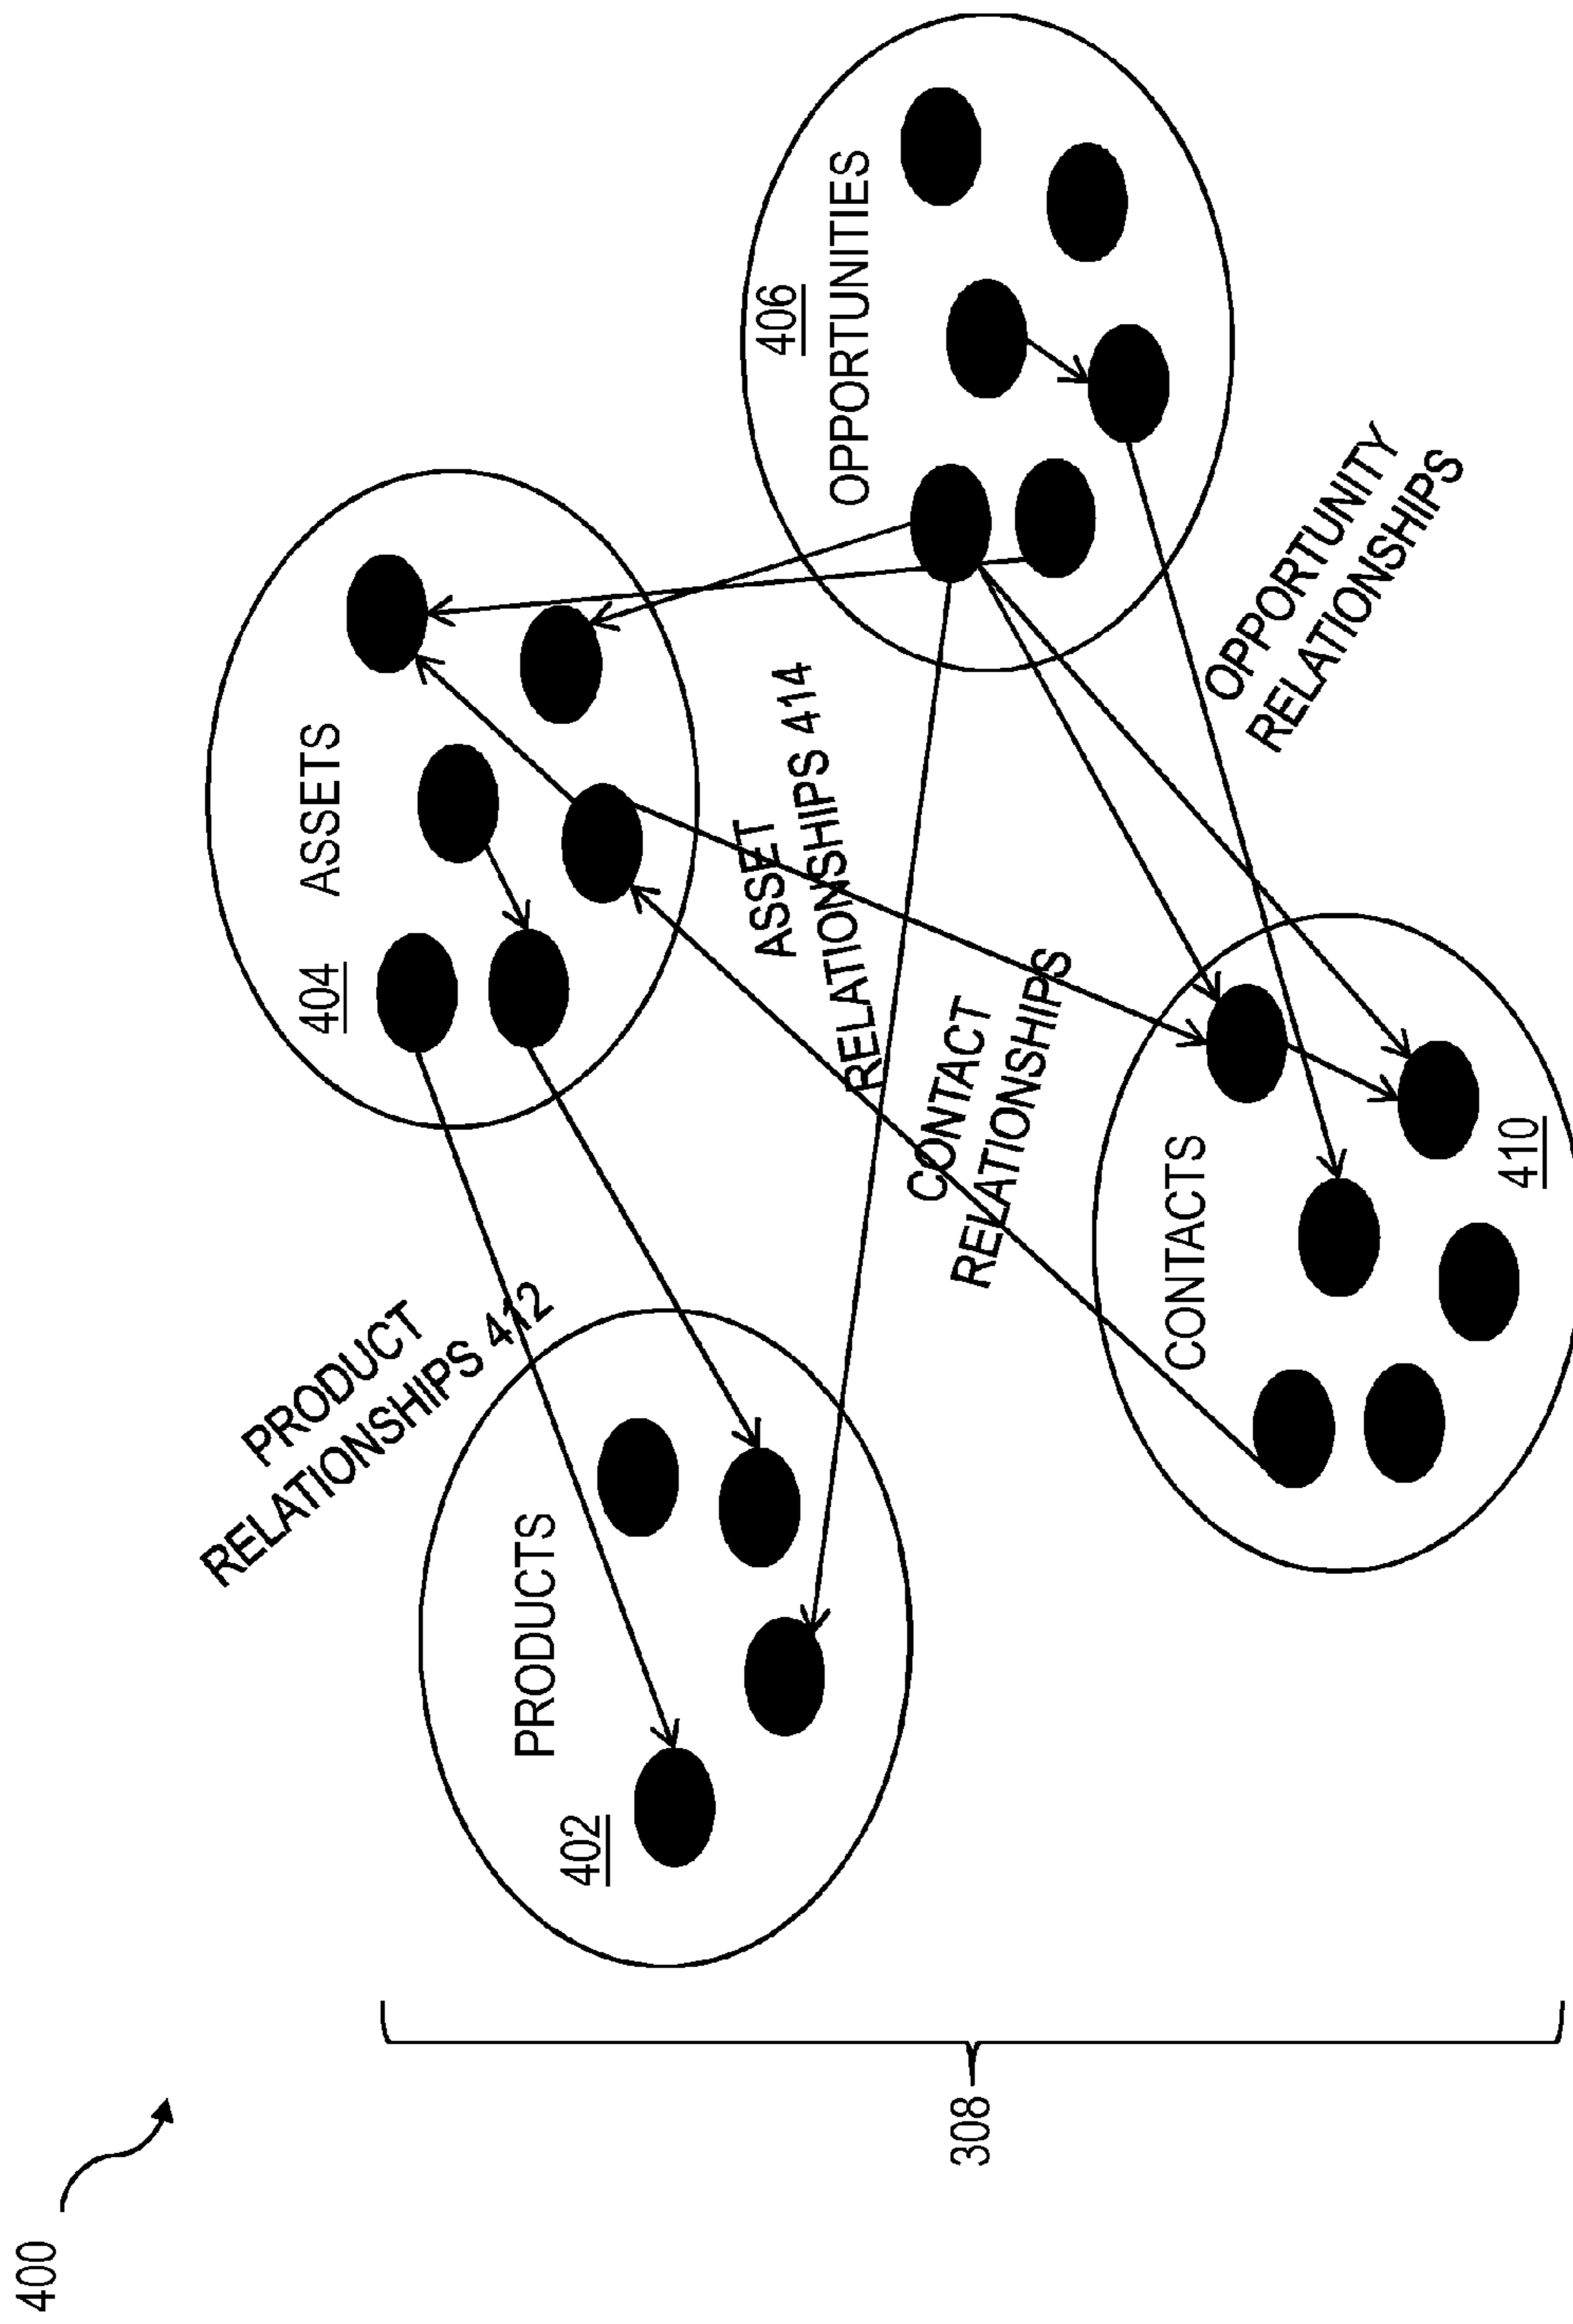 400
308
402
PRODUCTS
PRODUCT
RELATIONSHIPS 412
404
ASSETS
ASSET
RELATIONSHIPS 414
406
OPPORTUNITIES
CONTACT
RELATIONSHIPS
OPPORTUNITY
RELATIONSHIPS
CONTACTS
410